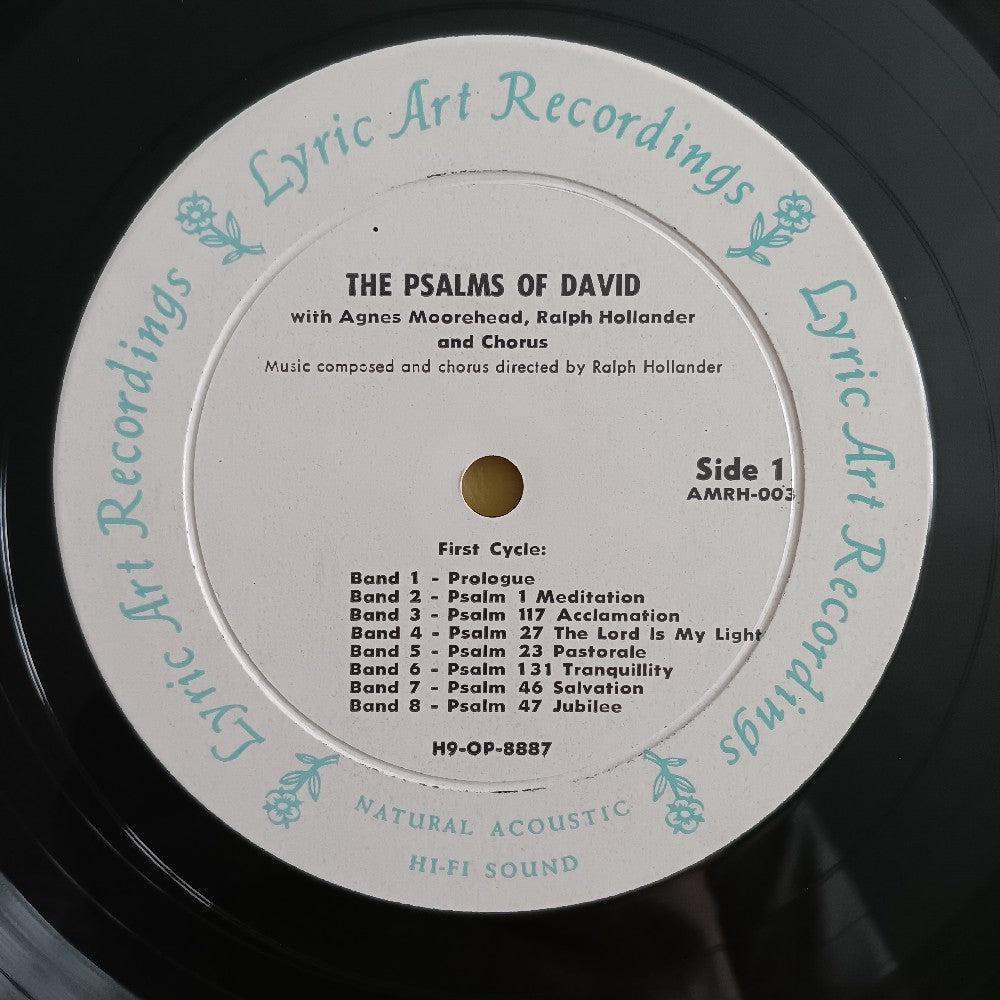 Lyric Art Recordings
Lyric Art Recordings
Lyric Art Recordings
THE PSALMS OF DAVID
with Agnes Moorehead, Ralph Hollander
and Chorus
Music composed and chorus directed by Ralph Hollander
Side 1
AMRH-003
First Cycle:
Band 1 - Prologue
Band 2 - Psalm 1 Meditation
Band 3 - Psalm 117 Acclamation
Band 4 - Psalm 27 The Lord Is My Light
Band 5 - Psalm 23 Pastorale
Band 6 - Psalm 131 Tranquillity
Band 7 - Psalm 46 Salvation
Band 8 - Psalm 47 Jubilee
H9-OP-8887
NATURAL ACOUSTIC
HI-FI SOUND